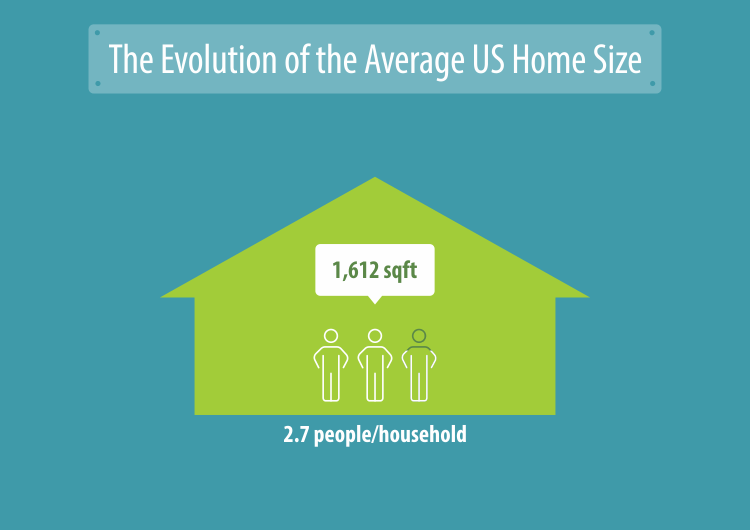 The Evolution of the Average US Home Size
1,612 sqft
2.7 people/household